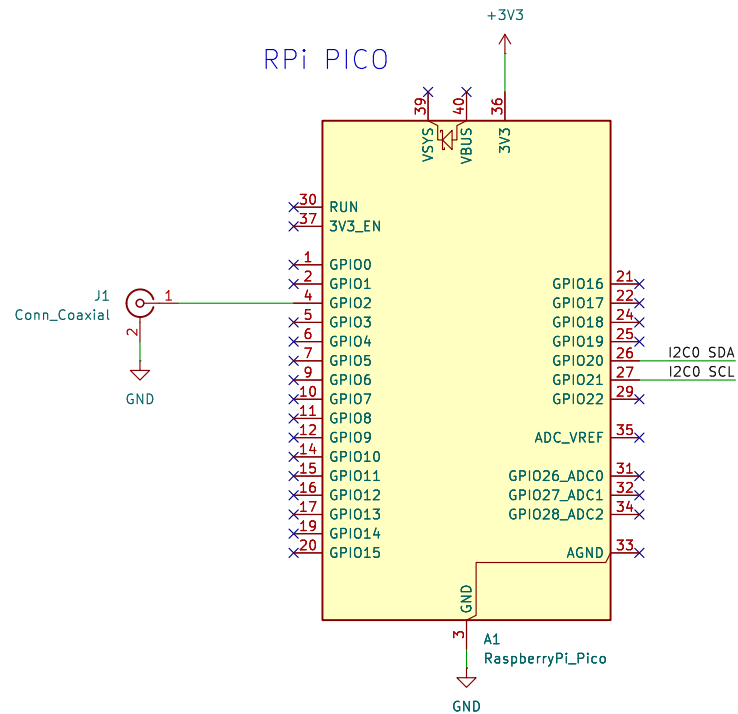 +3V3
RPi PICO
39
40
36
VSYS
VBUS
3V3
30
RUN
37
3V3_EN
1
GPIO0
2
GPIO1
GPIO16
21
J1
1
4
GPIO2
GPIO17
22
Conn_Coaxial
5
GPIO3
GPIO18
24
2
6
GPIO4
GPIO19
25
7
GPIO5
GPIO20
26
I2C0 SDA
9
GPIO6
GPIO21
27
I2C0 SCL
GND
10
GPIO7
GPIO22
29
11
GPIO8
12
GPIO9
ADC_VREF
35
14
GPIO10
15
GPIO11
GPIO26_ADC0
31
16
GPIO12
GPIO27_ADC1
32
17
GPIO13
GPIO28_ADC2
34
19
GPIO14
20
GPIO15
AGND
33
GND
3
A1
RaspberryPi_Pico
GND